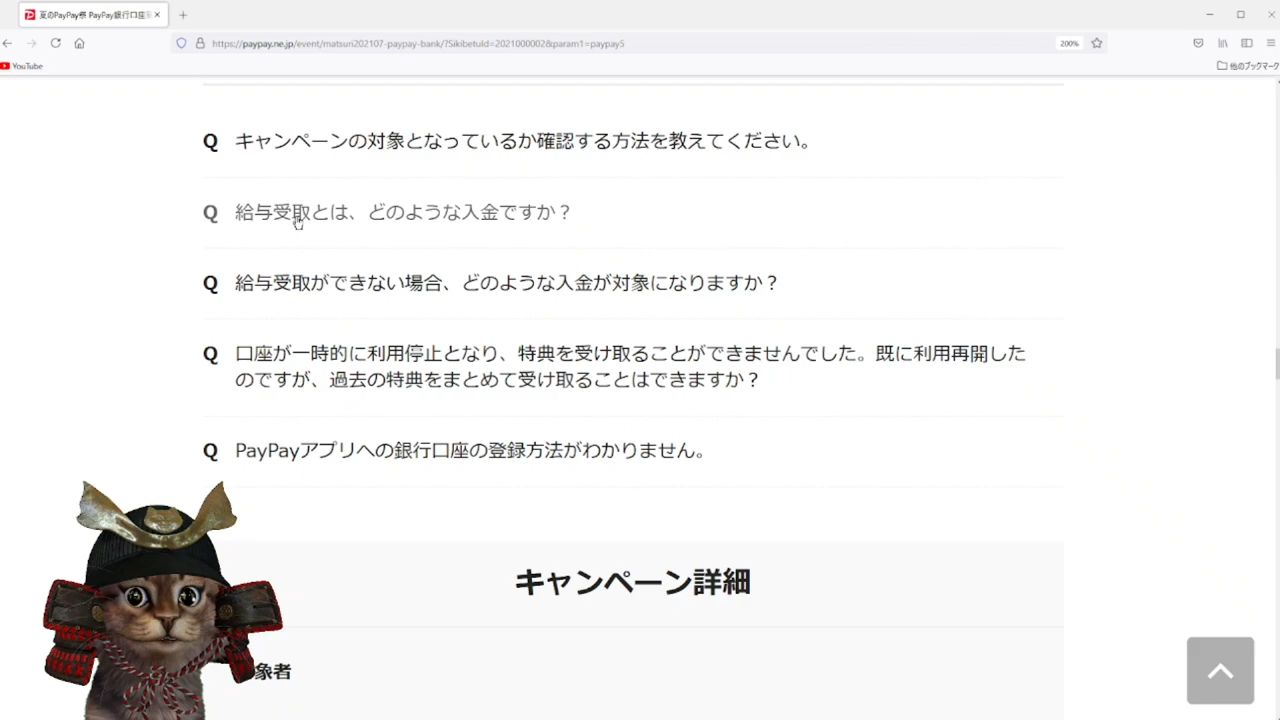 夏のPayPay祭 PayPay銀行口座
https://paypay.ne.jp/event/matsuri202107-paypay-bank/?SikibetuId=2021000002&param1=paypay5
200%
YouTube
他のブックマーク
Q キャンペーンの対象となっているか確認する方法を教えてください。
Q 給与受取とは、どのような入金ですか？
Q 給与受取ができない場合、どのような入金が対象になりますか？
Q 口座が一時的に利用停止となり、特典を受け取ることができませんでした。既に利用再開した
のですが、過去の特典をまとめて受け取ることはできますか？
Q PayPayアプリへの銀行口座の登録方法がわかりません。
キャンペーン詳細
象者